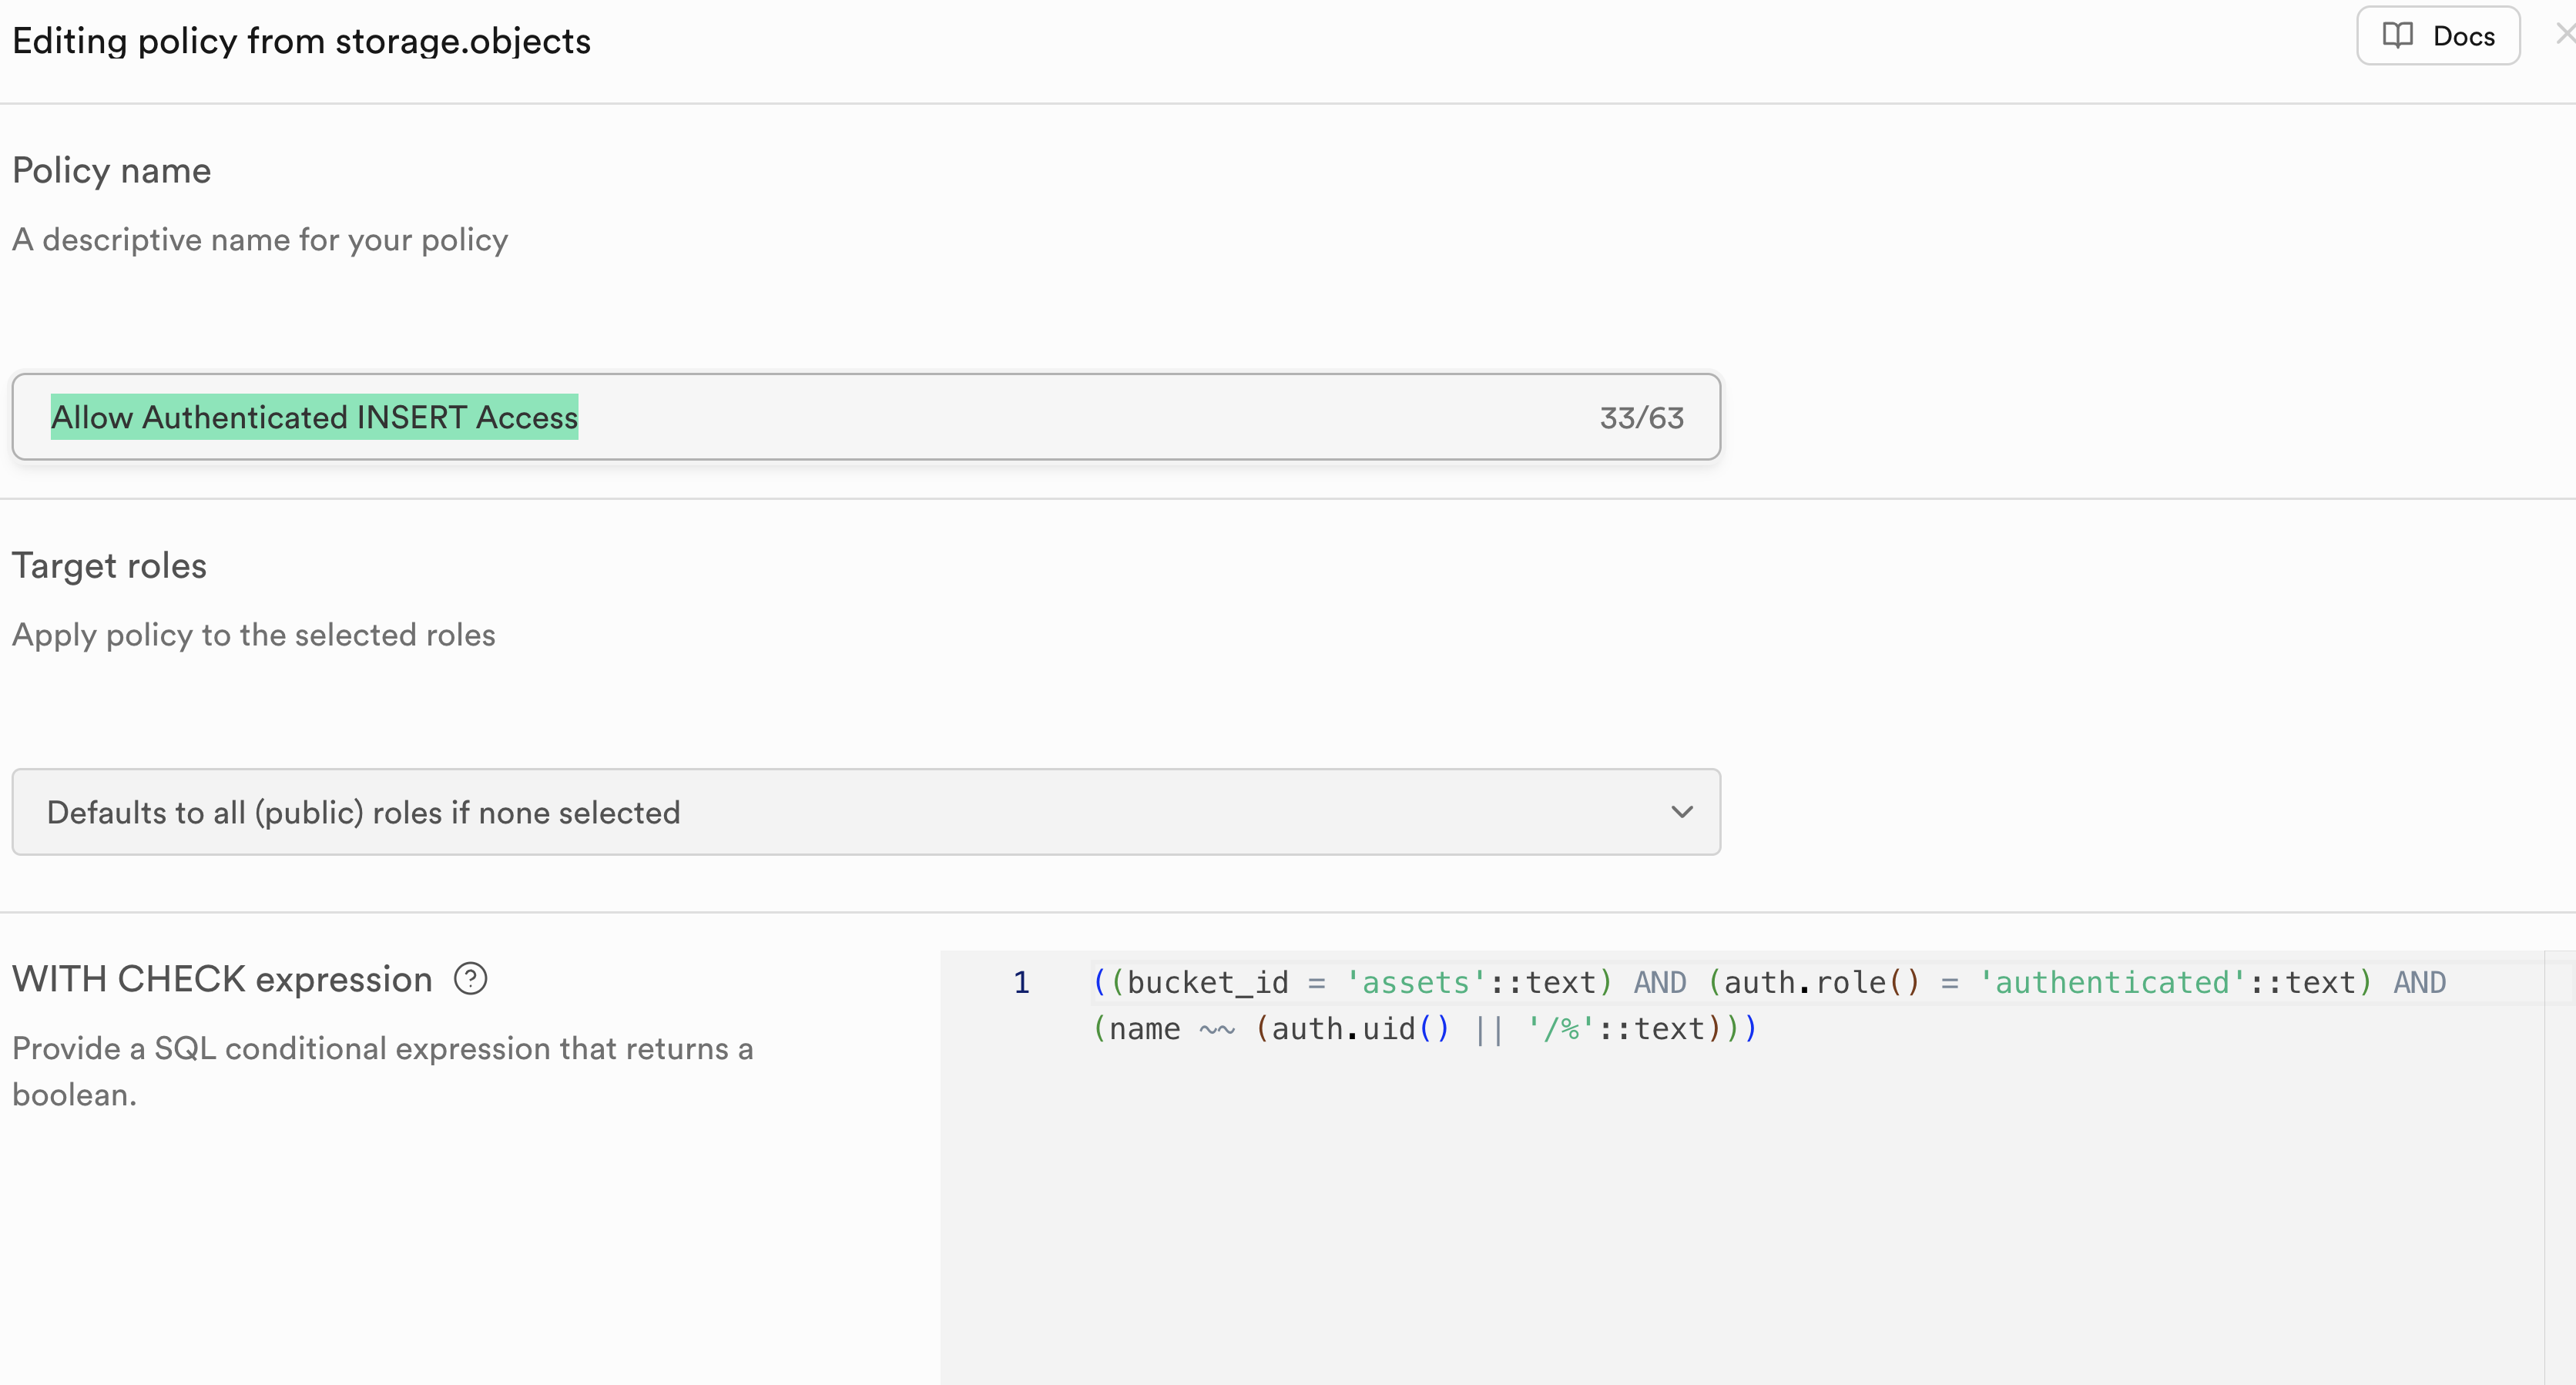 Editing policy from storage.objects
Docs
Policy name
A descriptive name for your policy
Allow Authenticated INSERT Access
33/63
Target roles
Apply policy to the selected roles
Defaults to all (public) roles if none selected
WITH CHECK expression
Provide a SQL conditional expression that returns a
boolean.
1
((bucket_id = 'assets'::text) AND (auth.role() = 'authenticated'::text) AND
(name ~~ (auth.uid() || '/%'::text)))